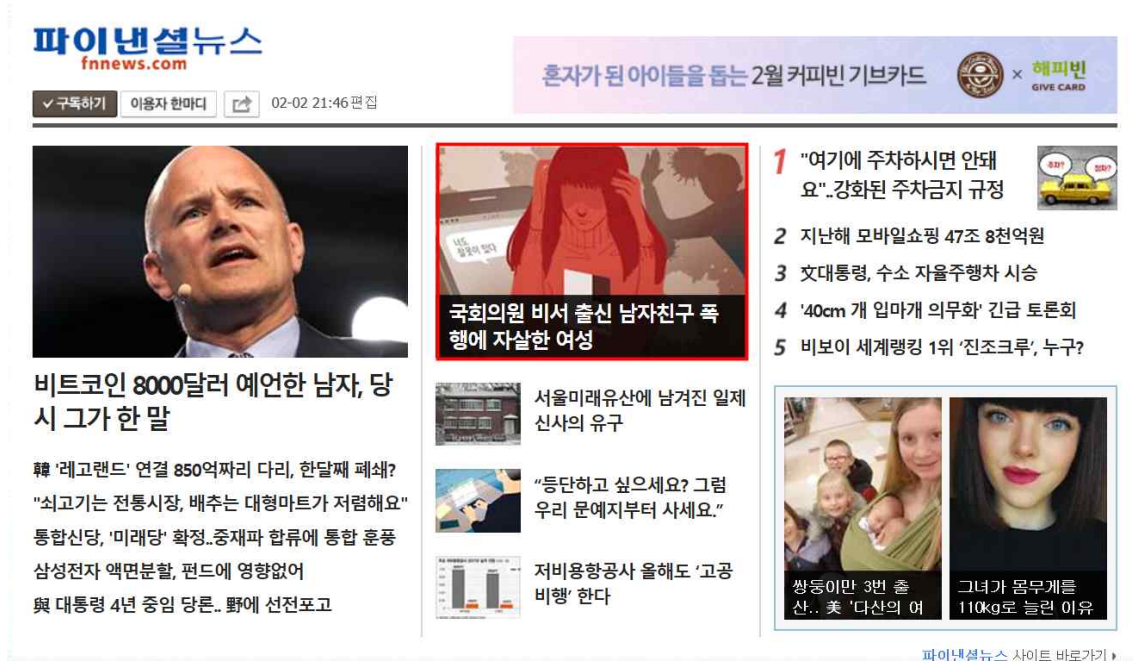 파이낸셜뉴스
fnnews.com
구독하기
이용자 한마디
02-02 21:46 편집
혼자가 된 아이들을 돕는 2월 커피빈 기브카드
×
해피빈
GIVE CARD
비트코인 8000달러 예언한 남자, 당
시 그가 한 말
韓 '레고랜드' 연결 850억짜리 다리, 한달째 폐쇄?
"쇠고기는 전통시장, 배추는 대형마트가 저렴해요"
통합신당, '미래당' 확정..중재파 합류에 통합 훈풍
삼성전자 액면분할, 펀드에 영향없어
與 대통령 4년 중임 당론.. 野에 선전포고
너도
잘못이 있다
국회의원 비서 출신 남자친구 폭
행에 자살한 여성
서울미래유산에 남겨진 일제
신사의 유구
“등단하고 싶으세요? 그럼
우리 문예지부터 사세요.”
저비용항공사 올해도 ‘고공
비행’ 한다
1 "여기에 주차하시면 안돼
요"..강화된 주차금지 규정
주차?
정차?
2 지난해 모바일쇼핑 47조 8천억원
3 文대통령, 수소 자율주행차 시승
4 '40cm 개 입마개 의무화' 긴급 토론회
5 비보이 세계랭킹 1위 ‘진조크루’, 누구?
쌍둥이만 3번 출
산.. 美 '다산의 여
그녀가 몸무게를
110kg로 늘린 이유
파이낸셜뉴스 사이트 바로가기